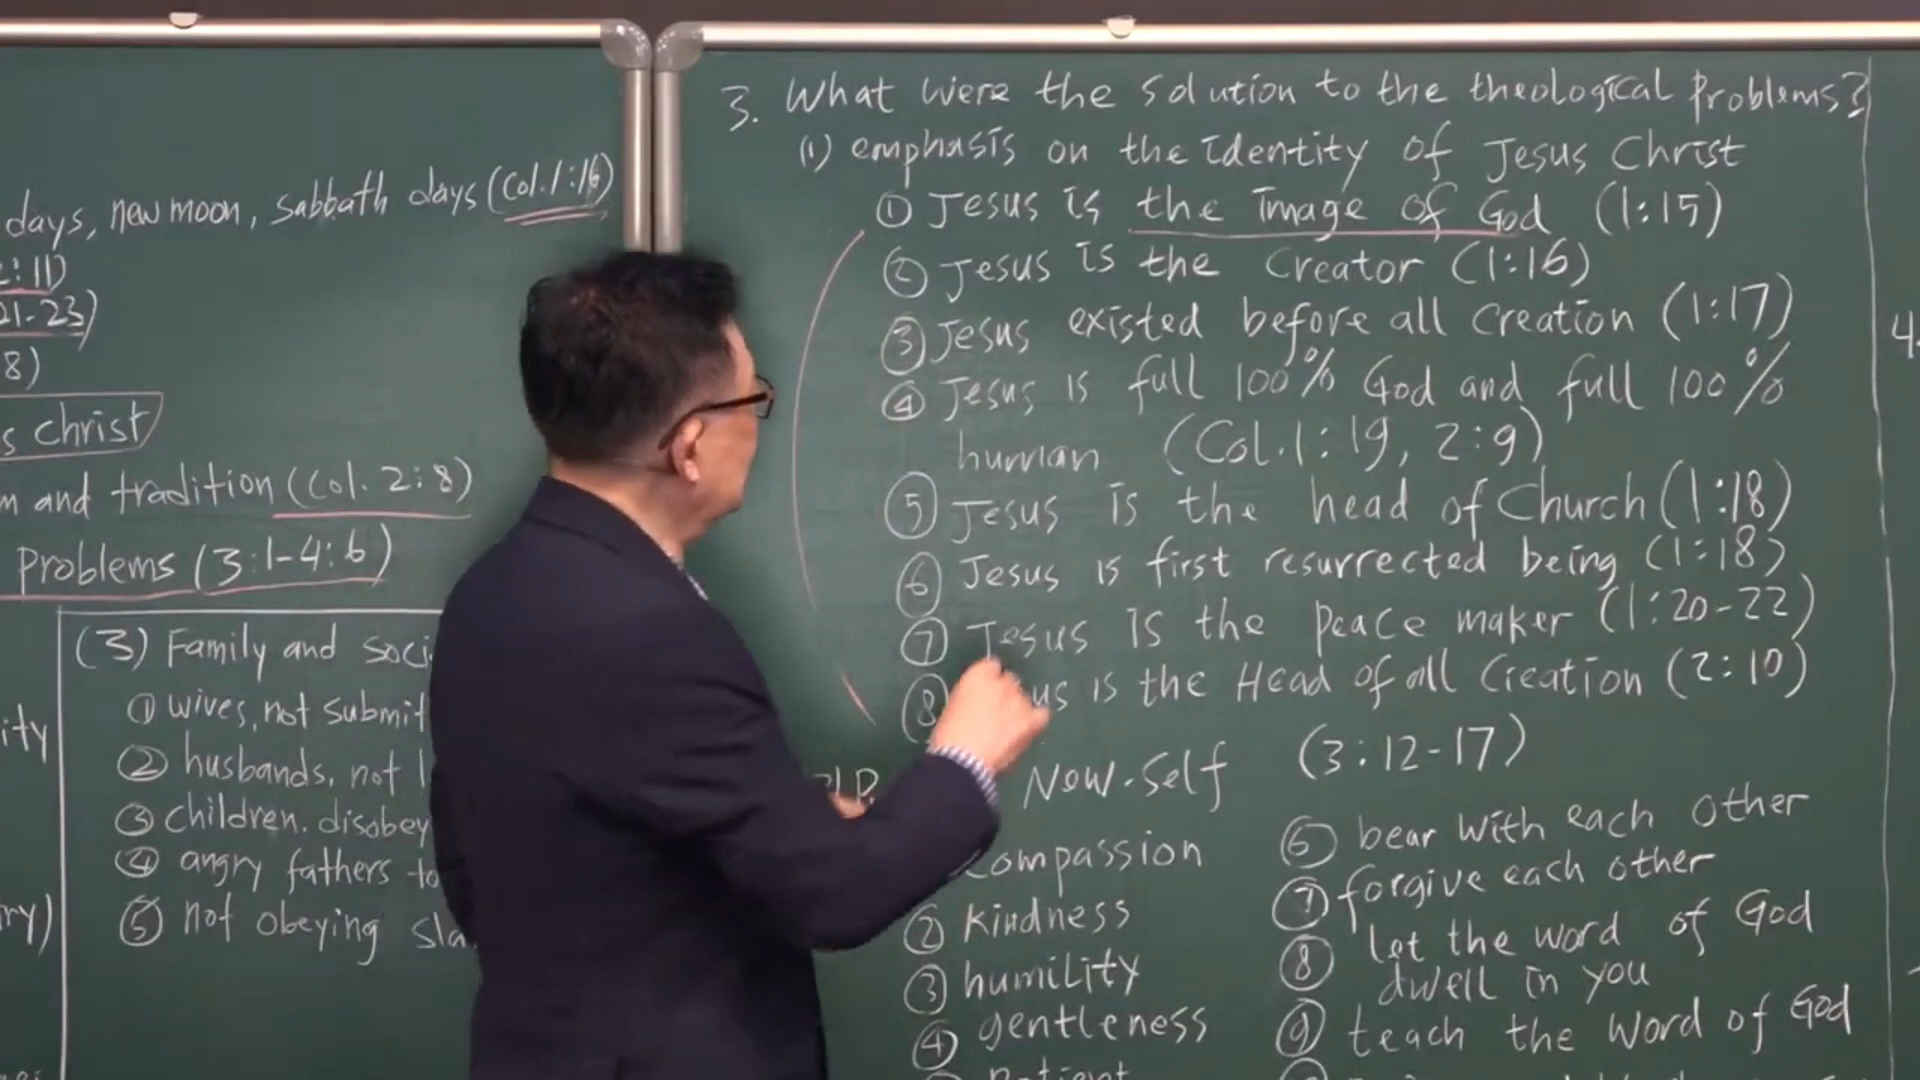 days, new moon, sabbath days (Col. 1:16)
2:11)
21-23)
8)
s Christ
m and tradition (Col. 2:8)
Problems (3:1-4:6)
(3) Family and soci
① wives, not submit
② husbands, not l
③ children, disobey
④ angry fathers to
⑤ not obeying sla
ity
ry)
3. What were the solution to the theological problems?
(1) emphasis on the identity of Jesus Christ
① Jesus is the image of God (1:15)
② Jesus is the Creator (1:16)
③ Jesus existed before all creation (1:17)
④ Jesus is full 100% God and full 100%
human (Col. 1:19, 2:9)
⑤ Jesus is the head of Church (1:18)
⑥ Jesus is first resurrected being (1:18)
⑦ Jesus is the peace maker (1:20-22)
⑧ us is the Head of all Creation (2:10)
New-Self (3:12-17)
ompassion
② kindness
③ humility
④ gentleness
patient
⑥ bear with each other
⑦ forgive each other
⑧ let the word of God
dwell in you
⑨ teach the word of God
4.